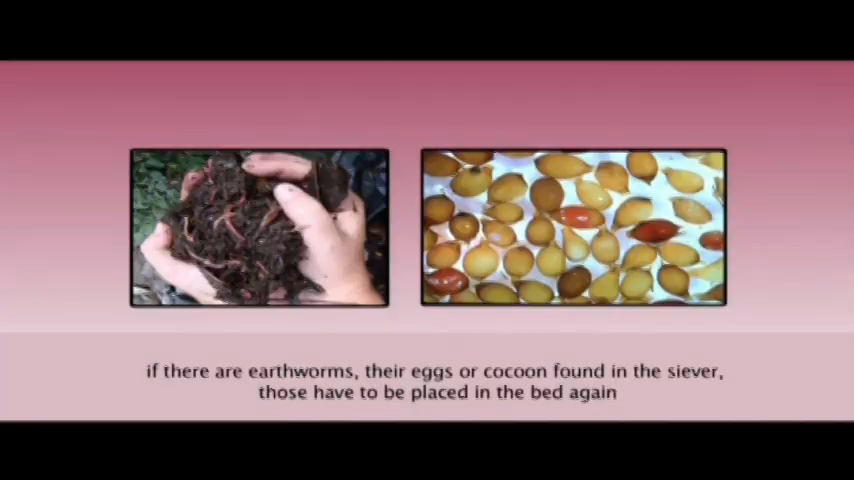 if there are earthworms, their eggs or cocoon found in the siever,
those have to be placed in the bed again